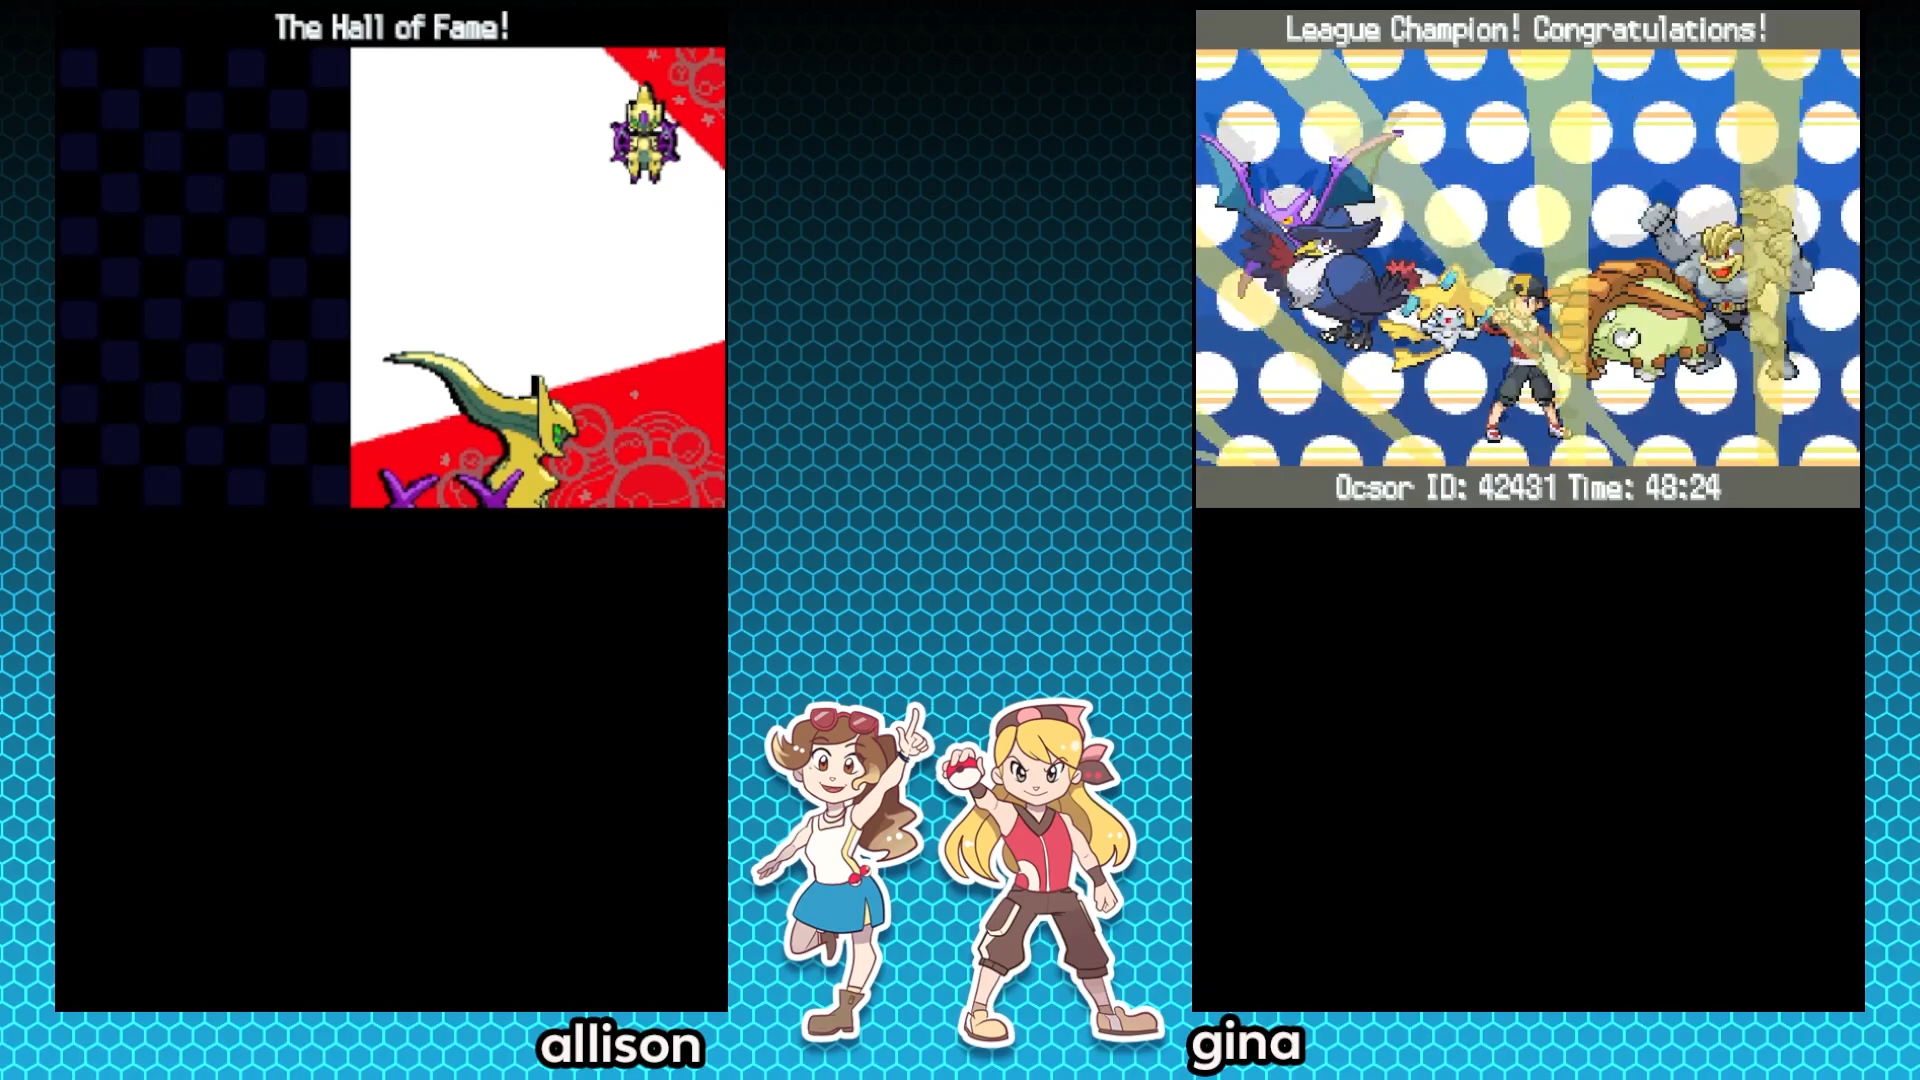 The Hall of Fame!
League Champion! Congratulations!
Ocsor ID: 42431 Time: 48:24
allison
gina